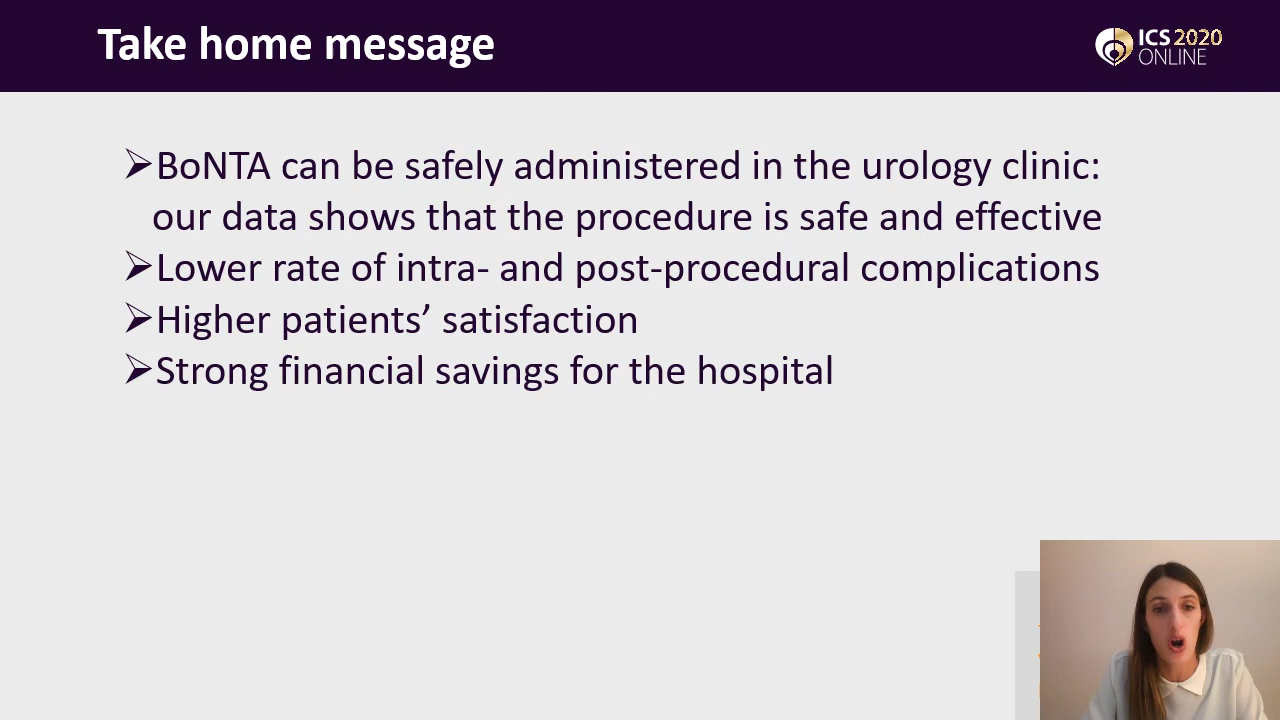 Take home message
ICS 2020
ONLINE
➢BoNTA can be safely administered in the urology clinic:
our data shows that the procedure is safe and effective
➢Lower rate of intra- and post-procedural complications
➢Higher patients’ satisfaction
➢Strong financial savings for the hospital